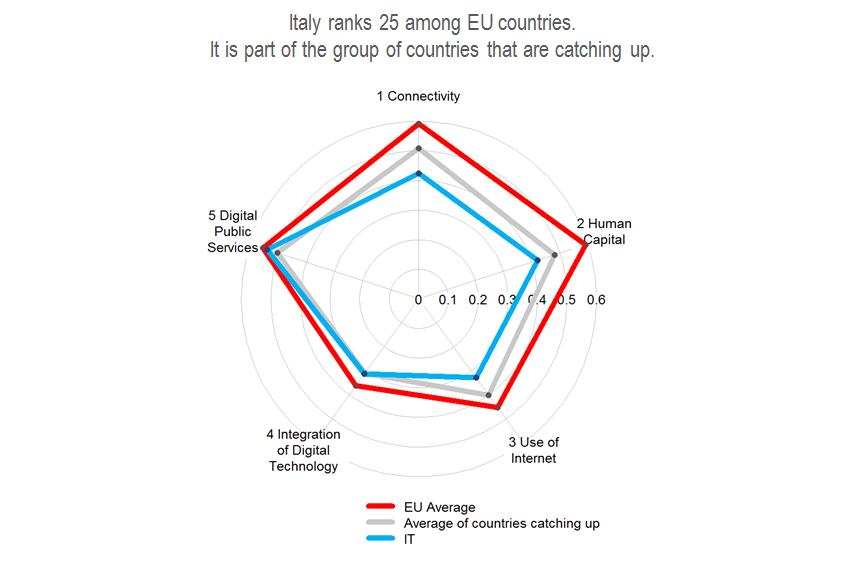 Italy ranks 25 among EU countries.
It is part of the group of countries that are catching up.
1 Connectivity
5 Digital
Public
Services
2 Human
Capital
0 0.1 0.2 0.3 0.4 0.5 0.6
4 Integration
of Digital
Technology
3 Use of
Internet
EU Average
Average of countries catching up
IT